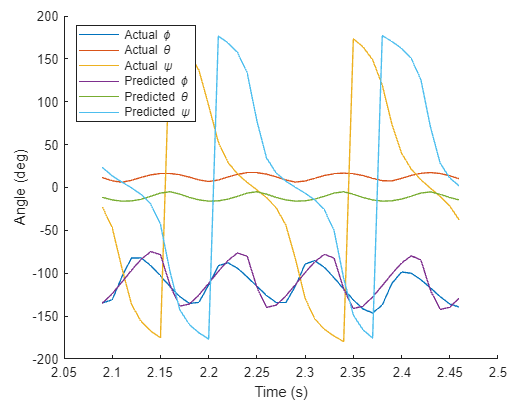 200
150
100
50
0
-50
-100
-150
-200
Angle (deg)
Actual ϕ
Actual θ
Actual ψ
Predicted ϕ
Predicted θ
Predicted ψ
2.05 2.1 2.15 2.2 2.25 2.3 2.35 2.4 2.45 2.5
Time (s)